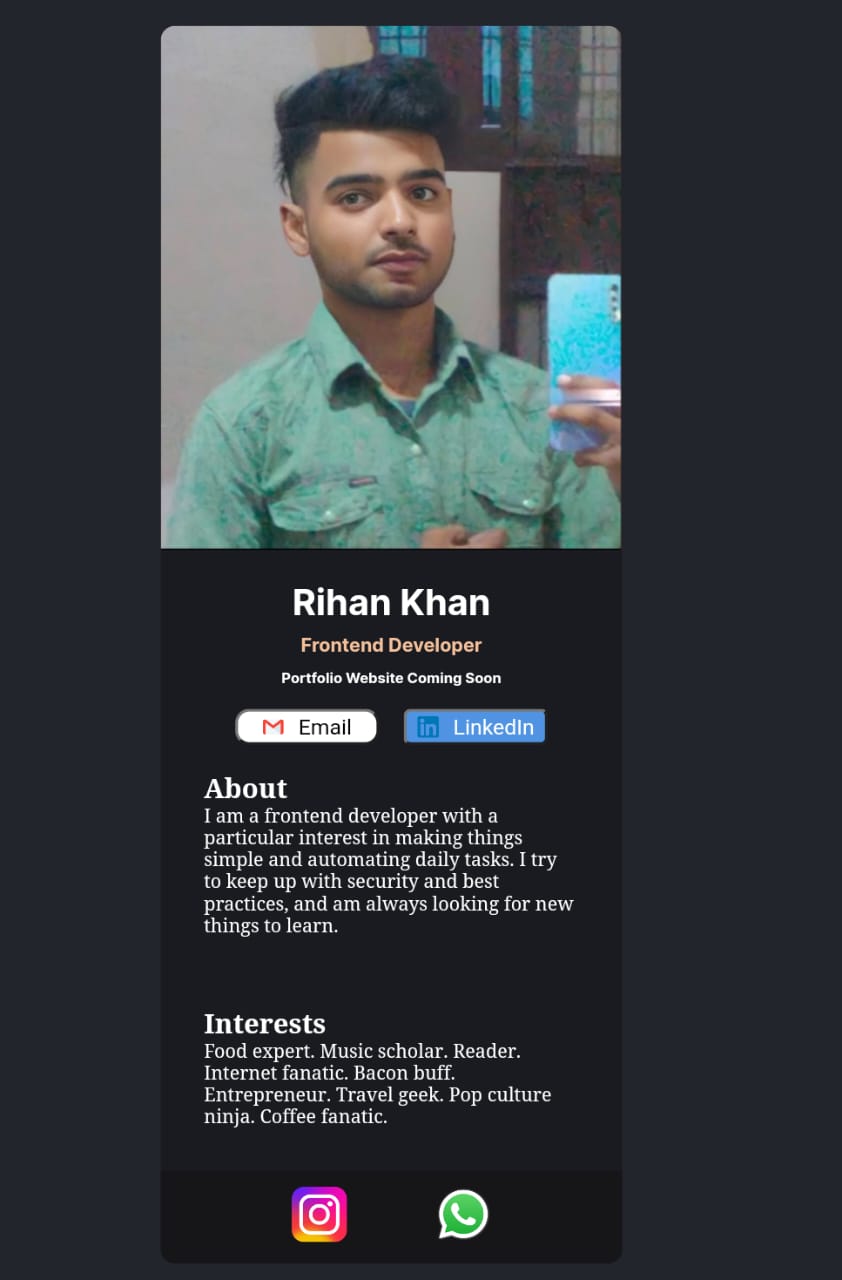 Rihan Khan
Frontend Developer
Portfolio Website Coming Soon
Email
in LinkedIn
About
I am a frontend developer with a
particular interest in making things
simple and automating daily tasks. I try
to keep up with security and best
practices, and am always looking for new
things to learn.
Interests
Food expert. Music scholar. Reader.
Internet fanatic. Bacon buff.
Entrepreneur. Travel geek. Pop culture
ninja. Coffee fanatic.